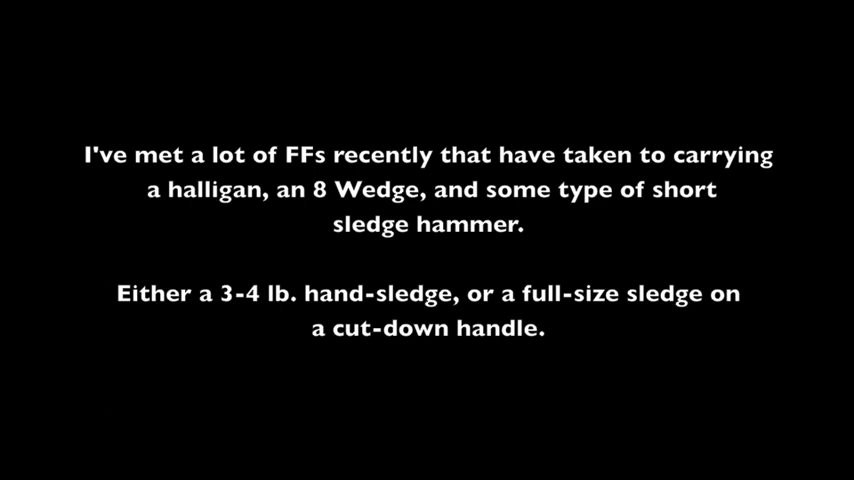 I've met a lot of FFs recently that have taken to carrying
a halligan, an 8 Wedge, and some type of short
sledge hammer.
Either a 3-4 lb. hand-sledge, or a full-size sledge on
a cut-down handle.